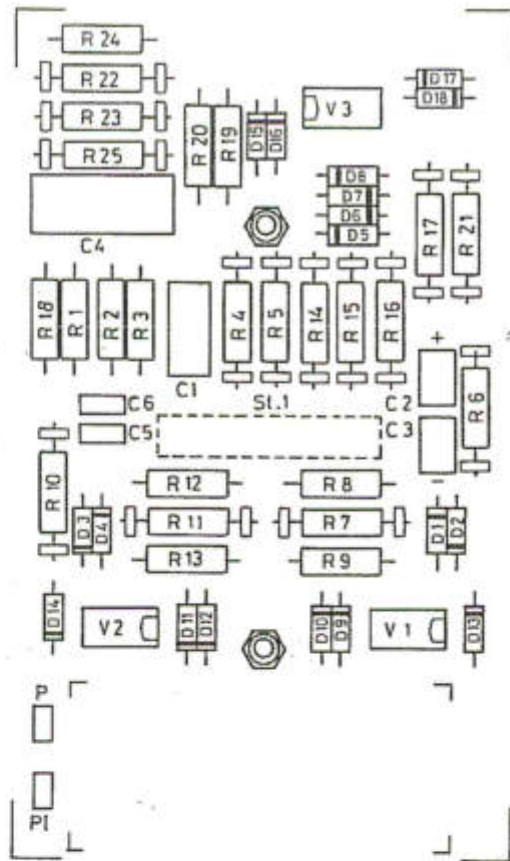 R 24
R 22
R 23
R 25
R 20
R 19
D15
D16
V 3
D17
D18
D8
D7
D6
D5
R 17
R 21
C4
R 18
R 1
R 2
R 3
C1
R 4
R 5
R 14
R 15
R 16
+
C 2
R 6
C6
C5
St.1
C 3
-
R 10
R 12
R 8
D3
D4
R 11
R 7
D1
D2
R 13
R 9
D14
V 2
D11
D12
D10
D9
V 1
D13
P
PI